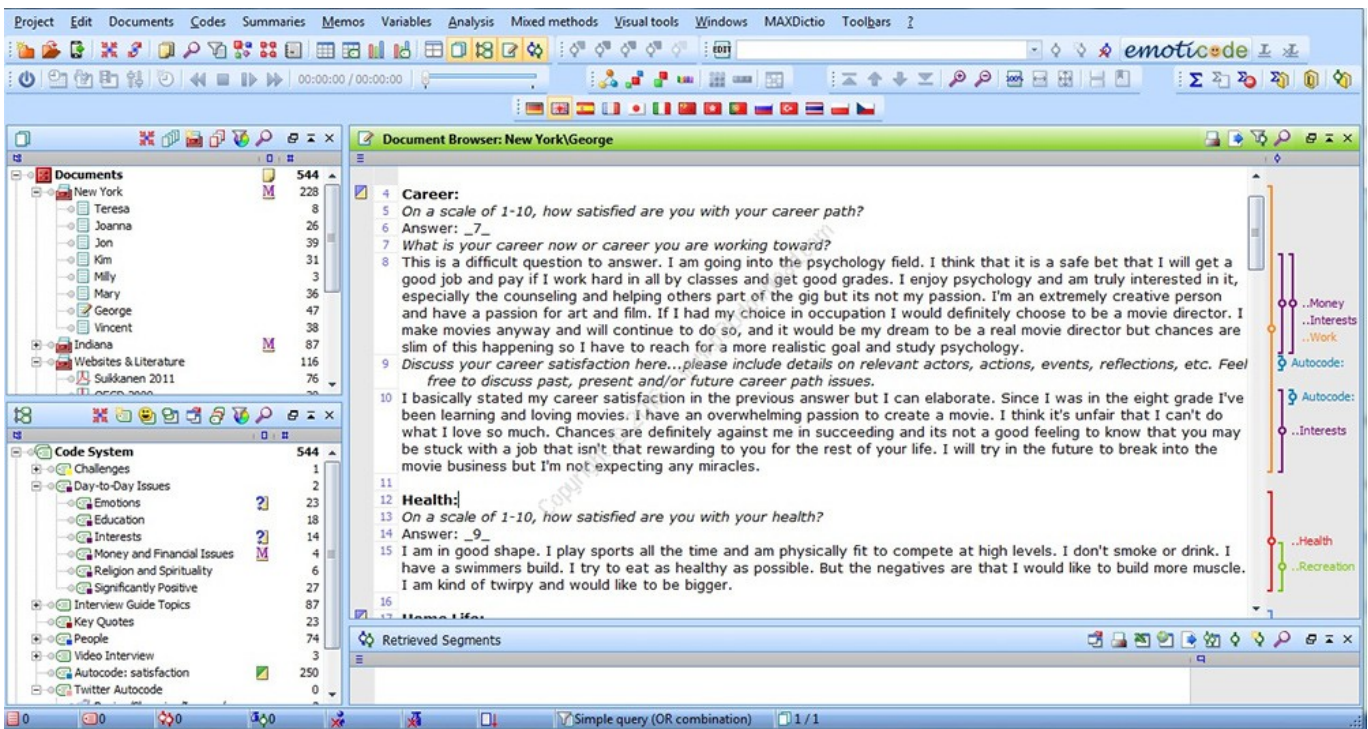 Project Edit Documents Codes Summaries Memos Variables Analysis Mixed methods Visual tools Windows MAXDictio Toolbars ?
EDIT emoticode
00:00:00 / 00:00:00 100%
Documents 544
New York M 228
Teresa 8
Joanna 26
Jon 39
Kim 31
Milly 3
Mary 36
George 47
Vincent 38
Indiana M 87
Websites & Literature 116
Suikkanen 2011 76
Code System 544
Challenges 1
Day-to-Day Issues 2
Emotions ? 23
Education 18
Interests ? 14
Money and Financial Issues M 4
Religion and Spirituality 6
Significantly Positive 27
Interview Guide Topics 87
Key Quotes 23
People 74
Video Interview 3
Autocode: satisfaction 250
Twitter Autocode 0
Document Browser: New York\George
4 Career:
5 On a scale of 1-10, how satisfied are you with your career path?
6 Answer: _7_
7 What is your career now or career you are working toward?
8 This is a difficult question to answer. I am going into the psychology field. I think that it is a safe bet that I will get a
good job and pay if I work hard in all by classes and get good grades. I enjoy psychology and am truly interested in it,
especially the counseling and helping others part of the gig but its not my passion. I'm an extremely creative person
and have a passion for art and film. If I had my choice in occupation I would definitely choose to be a movie director. I
make movies anyway and will continue to do so, and it would be my dream to be a real movie director but chances are
slim of this happening so I have to reach for a more realistic goal and study psychology.
9 Discuss your career satisfaction here...please include details on relevant actors, actions, events, reflections, etc. Feel
free to discuss past, present and/or future career path issues.
10 I basically stated my career satisfaction in the previous answer but I can elaborate. Since I was in the eight grade I've
been learning and loving movies. I have an overwhelming passion to create a movie. I think it's unfair that I can't do
what I love so much. Chances are definitely against me in succeeding and its not a good feeling to know that you may
be stuck with a job that isn't that rewarding to you for the rest of your life. I will try in the future to break into the
movie business but I'm not expecting any miracles.
11
12 Health:
13 On a scale of 1-10, how satisfied are you with your health?
14 Answer: _9_
15 I am in good shape. I play sports all the time and am physically fit to compete at high levels. I don't smoke or drink. I
have a swimmers build. I try to eat as healthy as possible. But the negatives are that I would like to build more muscle.
I am kind of twirpy and would like to be bigger.
16
17 Home Life:
..Money
..Interests
..Work
Autocode:
Autocode:
..Interests
..Health
..Recreation
Retrieved Segments
0 0 0 0 Simple query (OR combination) 1 / 1